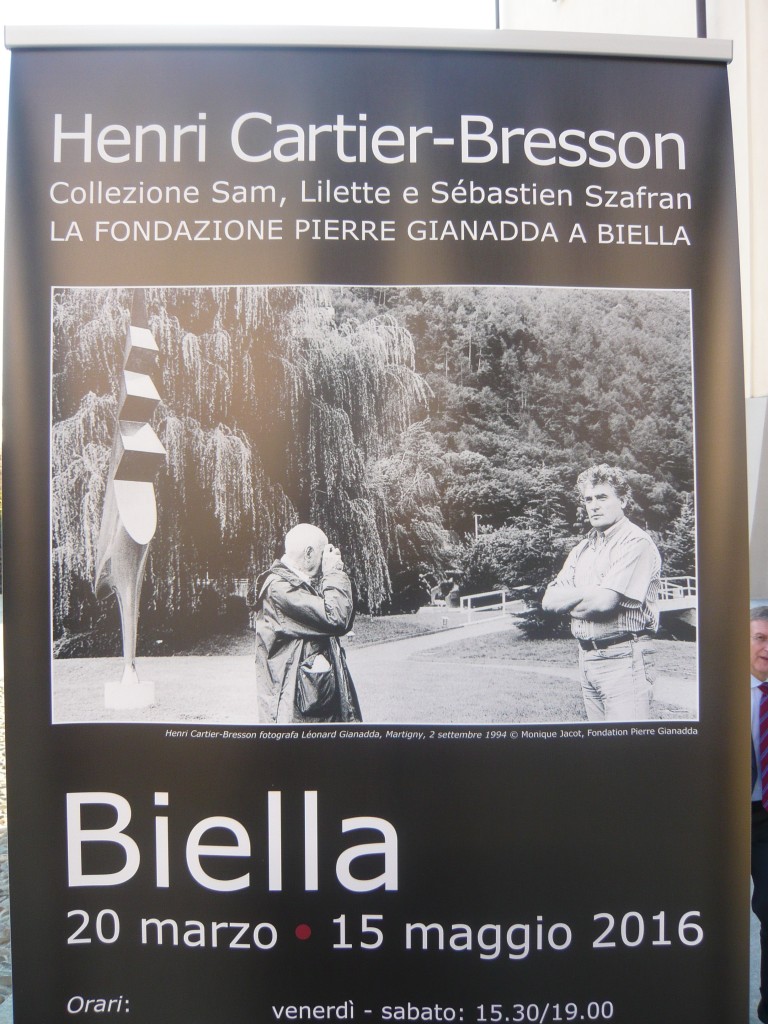 Henri Cartier-Bresson
Collezione Sam, Lilette e Sébastien Szafran
LA FONDAZIONE PIERRE GIANADDA A BIELLA
Henri Cartier-Bresson fotografa Léonard Gianadda, Martigny, 2 settembre 1994 © Monique Jacot, Fondation Pierre Gianadda
Biella
20 marzo • 15 maggio 2016
Orari: venerdì - sabato: 15.30/19.00